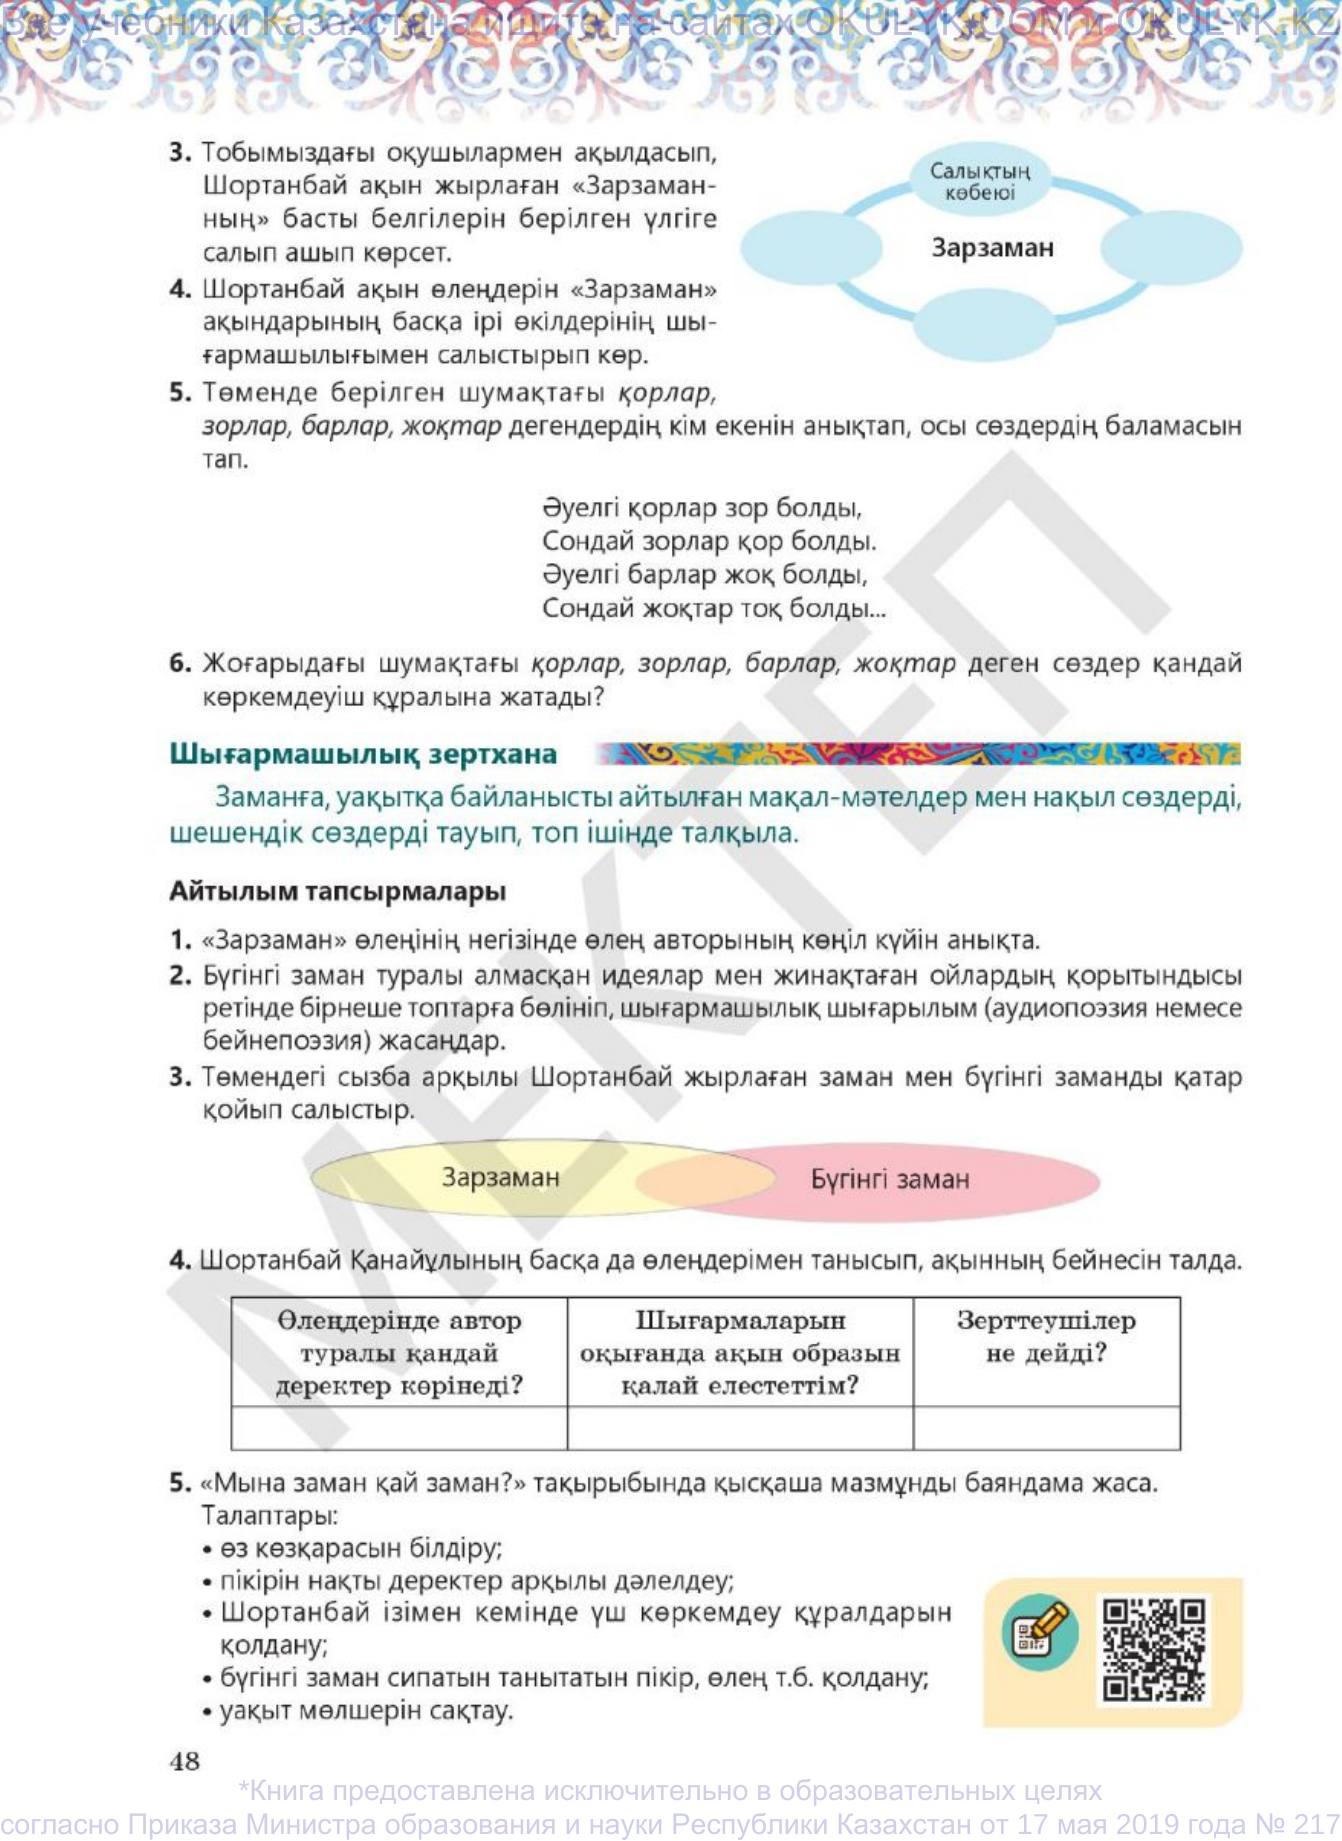 Все учебники Казахстана ищите на сайтах OKULYK.COM и OKULYK.KZ
3. Тобымыздағы оқушылармен ақылдасып,
Шортанбай ақын жырлаған «Зарзаман-
ның» басты белгілерін берілген үлгіге
салып ашып көрсет.
Салықтың
көбеюі
Зарзаман
4. Шортанбай ақын өлеңдерін «Зарзаман»
ақындарының басқа ірі өкілдерінің шы-
ғармашылығымен салыстырып көр.
5. Төменде берілген шумақтағы қорлар,
зорлар, барлар, жоқтар дегендердің кім екенін анықтап, осы сөздердің баламасын
тап.
Әуелгі қорлар зор болды,
Сондай зорлар қор болды.
Әуелгі барлар жоқ болды,
Сондай жоқтар тоқ болды...
6. Жоғарыдағы шумақтағы қорлар, зорлар, барлар, жоқтар деген сөздер қандай
көркемдеуіш құралына жатады?
Шығармашылық зертхана
Заманға, уақытқа байланысты айтылған мақал-мәтелдер мен нақыл сөздерді,
шешендік сөздерді тауып, топ ішінде талқыла.
Айтылым тапсырмалары
1. «Зарзаман» өлеңінің негізінде өлең авторының көңіл күйін анықта.
2. Бүгінгі заман туралы алмасқан идеялар мен жинақтаған ойлардың қорытындысы
ретінде бірнеше топтарға бөлініп, шығармашылық шығарылым (аудиопоэзия немесе
бейнепоэзия) жасаңдар.
3. Төмендегі сызба арқылы Шортанбай жырлаған заман мен бүгінгі заманды қатар
қойып салыстыр.
Зарзаман
Бүгінгі заман
4. Шортанбай Қанайұлының басқа да өлеңдерімен танысып, ақынның бейнесін талда.
Өлеңдерінде автор
туралы қандай
деректер көрінеді?
Шығармаларын
оқығанда ақын образын
қалай елестеттім?
Зерттеушілер
не дейді?
5. «Мына заман қай заман?» тақырыбында қысқаша мазмұнды баяндама жаса.
Талаптары:
• өз көзқарасын білдіру;
• пікірін нақты деректер арқылы дәлелдеу;
• Шортанбай ізімен кемінде үш көркемдеу құралдарын
қолдану;
• бүгінгі заман сипатын танытатын пікір, өлең т.б. қолдану;
• уақыт мөлшерін сақтау.
48
МЕКТЕП
*Книга предоставлена исключительно в образовательных целях
согласно Приказа Министра образования и науки Республики Казахстан от 17 мая 2019 года № 217